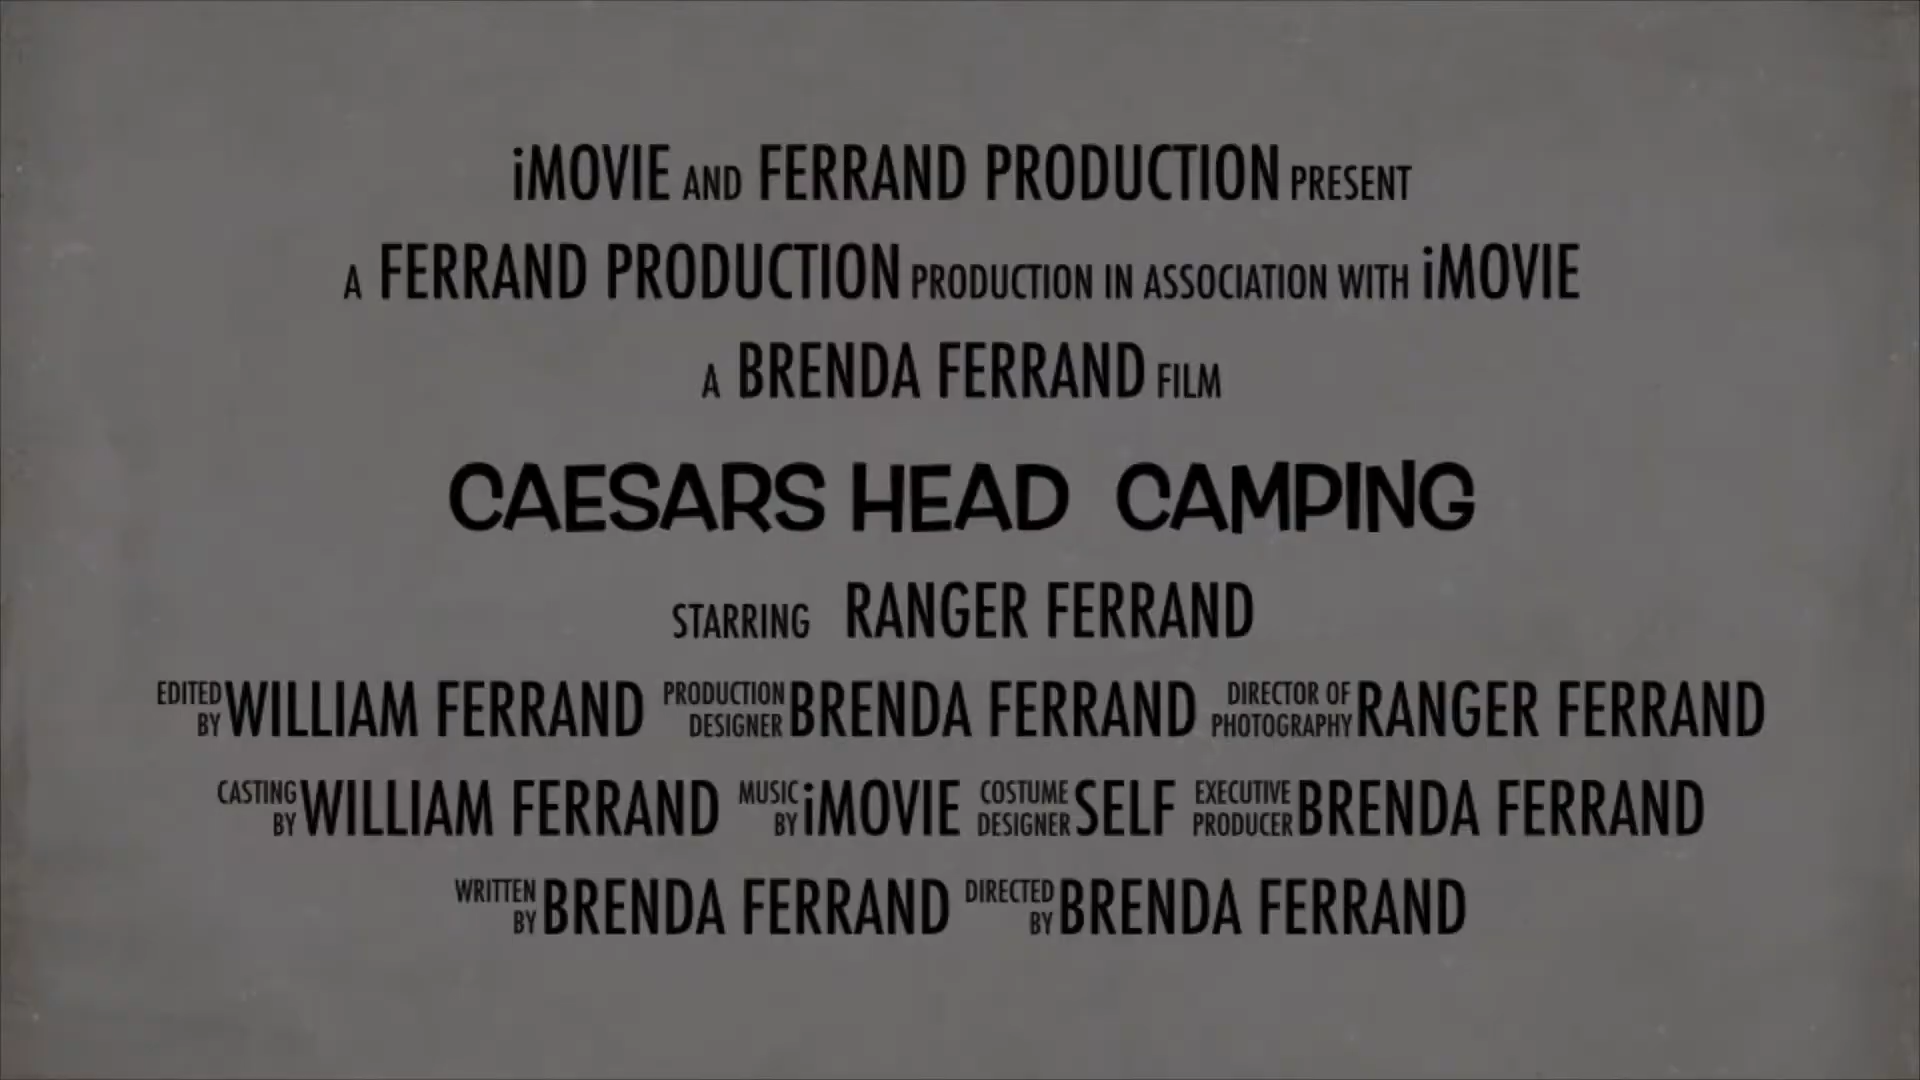 iMOVIE AND FERRAND PRODUCTION PRESENT
A FERRAND PRODUCTION PRODUCTION IN ASSOCIATION WITH iMOVIE
A BRENDA FERRAND FILM
CAESARS HEAD CAMPING
STARRING RANGER FERRAND
EDITED BY WILLIAM FERRAND PRODUCTION DESIGNER BRENDA FERRAND DIRECTOR OF PHOTOGRAPHY RANGER FERRAND
CASTING BY WILLIAM FERRAND MUSIC BY iMOVIE COSTUME DESIGNER SELF EXECUTIVE PRODUCER BRENDA FERRAND
WRITTEN BY BRENDA FERRAND DIRECTED BY BRENDA FERRAND